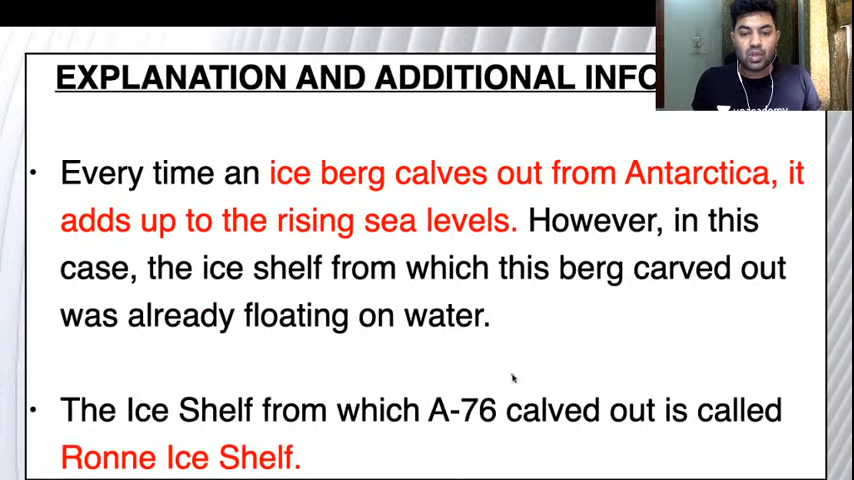 EXPLANATION AND ADDITIONAL INFO
• Every time an ice berg calves out from Antarctica, it
adds up to the rising sea levels. However, in this
case, the ice shelf from which this berg carved out
was already floating on water.
• The Ice Shelf from which A-76 calved out is called
Ronne Ice Shelf.